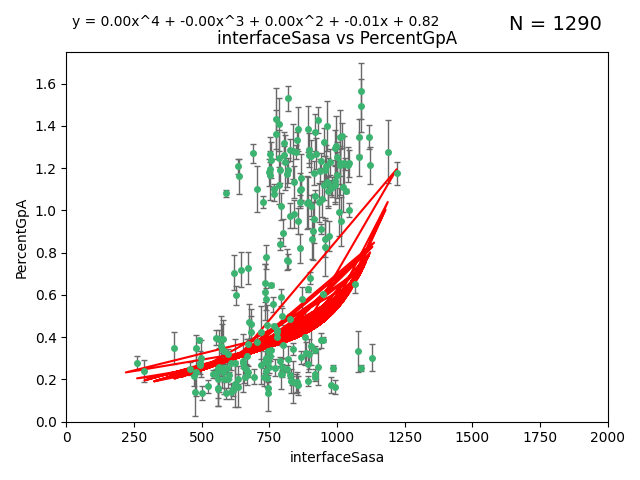 y = 0.00x^4 + -0.00x^3 + 0.00x^2 + -0.01x + 0.82
N = 1290
interfaceSasa vs PercentGpA
PercentGpA
1.6
1.4
1.2
1.0
0.8
0.6
0.4
0.2
0.0
0 250 500 750 1000 1250 1500 1750 2000
interfaceSasa